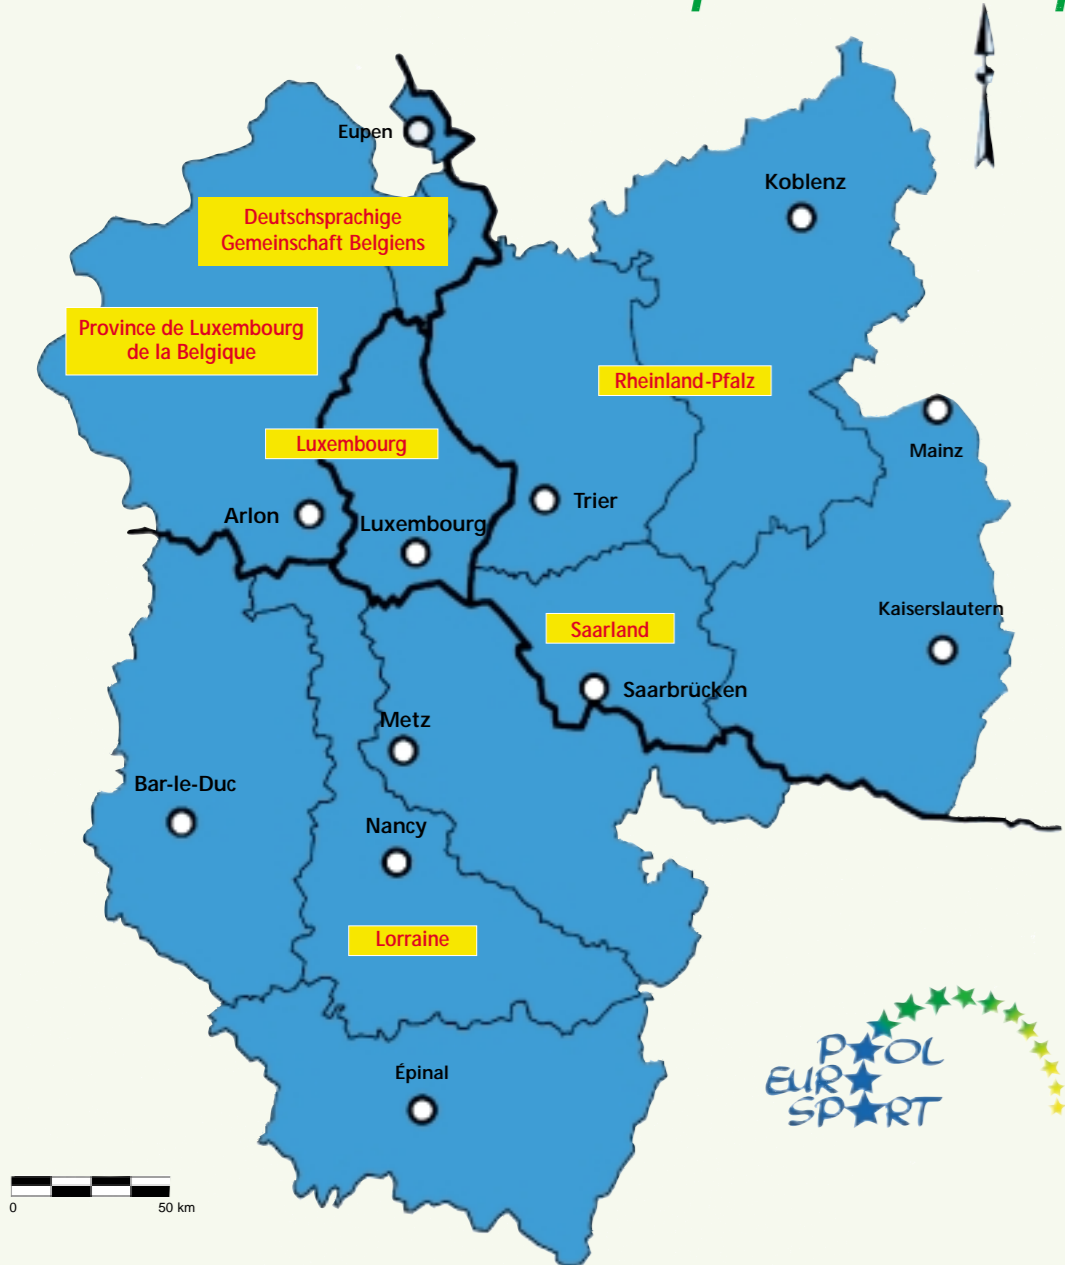 Eupen
Koblenz
Deutschsprachige
Gemeinschaft Belgiens
Province de Luxembourg
de la Belgique
Rheinland-Pfalz
Mainz
Luxembourg
Trier
Arlon
Luxembourg
Kaiserslautern
Saarland
Saarbrücken
Metz
Bar-le-Duc
Nancy
Lorraine
POOL
EURO
SPORT
Épinal
0 50 km